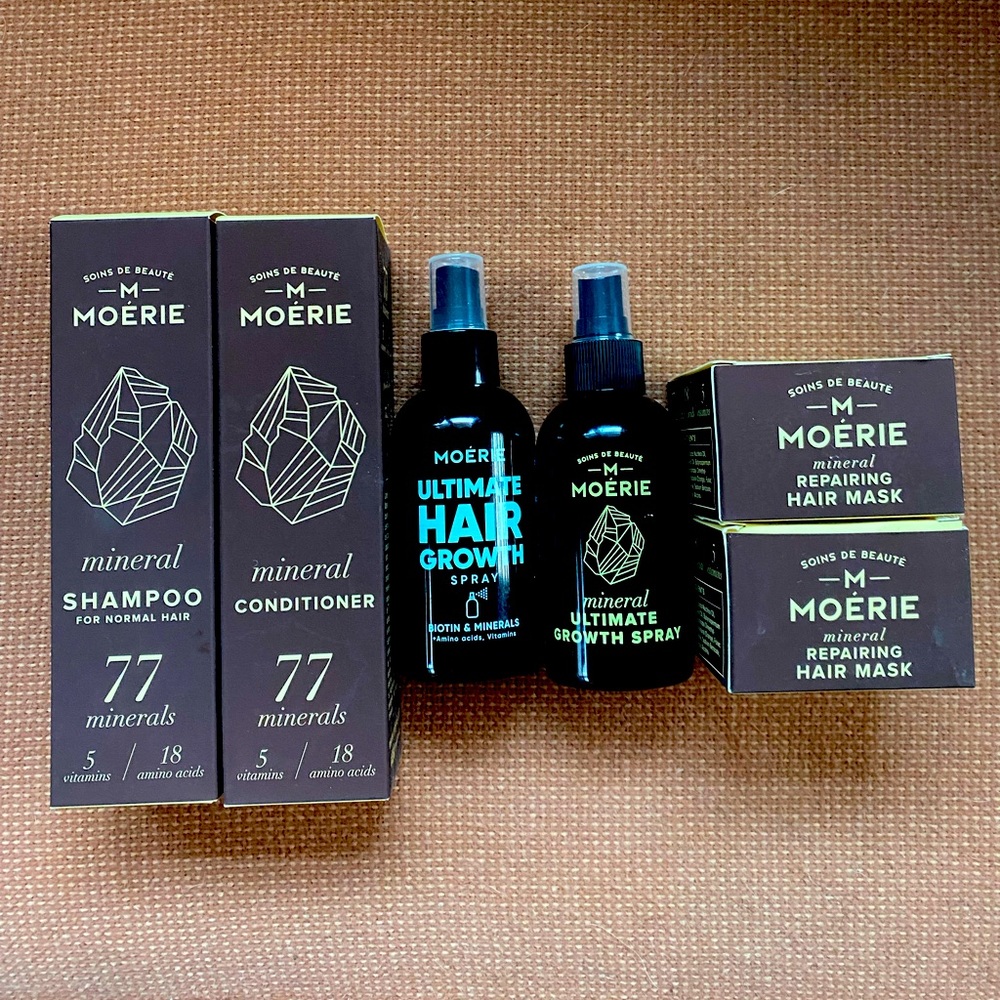 SOINS DE BEAUTÉ
M
MOÉRIE
mineral
SHAMPOO
FOR NORMAL HAIR
77
minerals
5
vitamins
18
amino acids
SOINS DE BEAUTÉ
M
MOÉRIE
mineral
CONDITIONER
77
minerals
5
vitamins
18
amino acids
MOÉRIE
ULTIMATE
HAIR
GROWTH
SPRAY
BIOTIN & MINERALS
+Amino acids, Vitamins
SOINS DE BEAUTÉ
M
MOÉRIE
mineral
ULTIMATE
GROWTH SPRAY
SOINS DE BEAUTÉ
M
MOÉRIE
mineral
REPAIRING
HAIR MASK
SOINS DE BEAUTÉ
M
MOÉRIE
mineral
REPAIRING
HAIR MASK